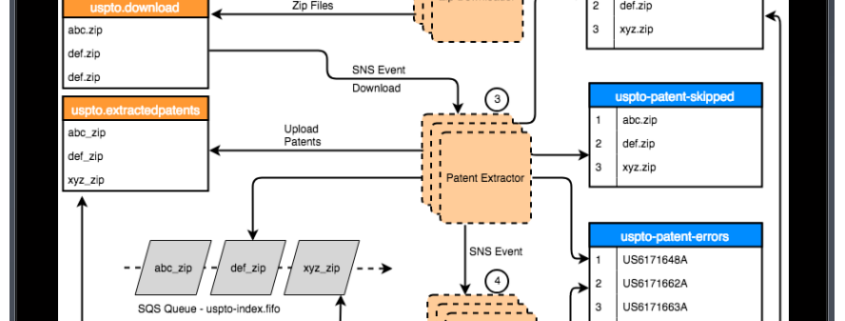 uspto.download
abc.zip
def.zip
def.zip
Zip Files
2 def.zip
3 xyz.zip
SNS Event
Download
3
uspto.extractedpatents
abc_zip
def_zip
xyz_zip
Upload
Patents
Patent Extractor
uspto-patent-skipped
1 abc.zip
2 def.zip
3 xyz.zip
uspto-patent-errors
1 US6171648A
2 US6171662A
3 US6171663A
SNS Event
4
abc_zip
def_zip
xyz_zip
SQS Queue - uspto-index.fifo